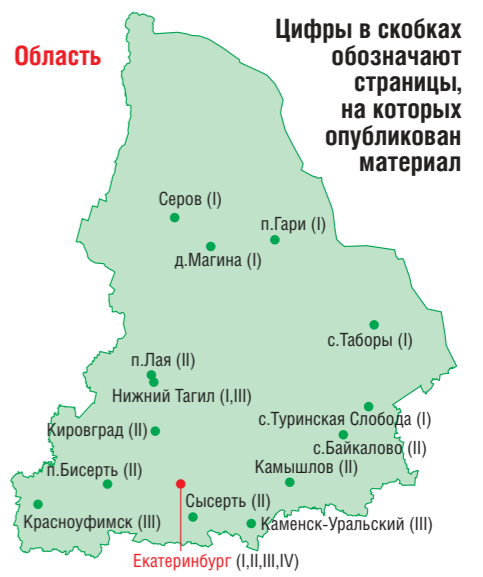 Область
Цифры в скобках
обозначают
страницы,
на которых
опубликован
материал
Серов (I)
п.Гари (I)
д.Магина (I)
с.Таборы (I)
п.Лая (II)
Нижний Тагил (I,III)
с.Туринская Слобода (I)
Кировград (II)
с.Байкалово (II)
п.Бисерть (II)
Камышлов (II)
Сысерть (II)
Красноуфимск (III)
Каменск-Уральский (III)
Екатеринбург (I,II,III,IV)